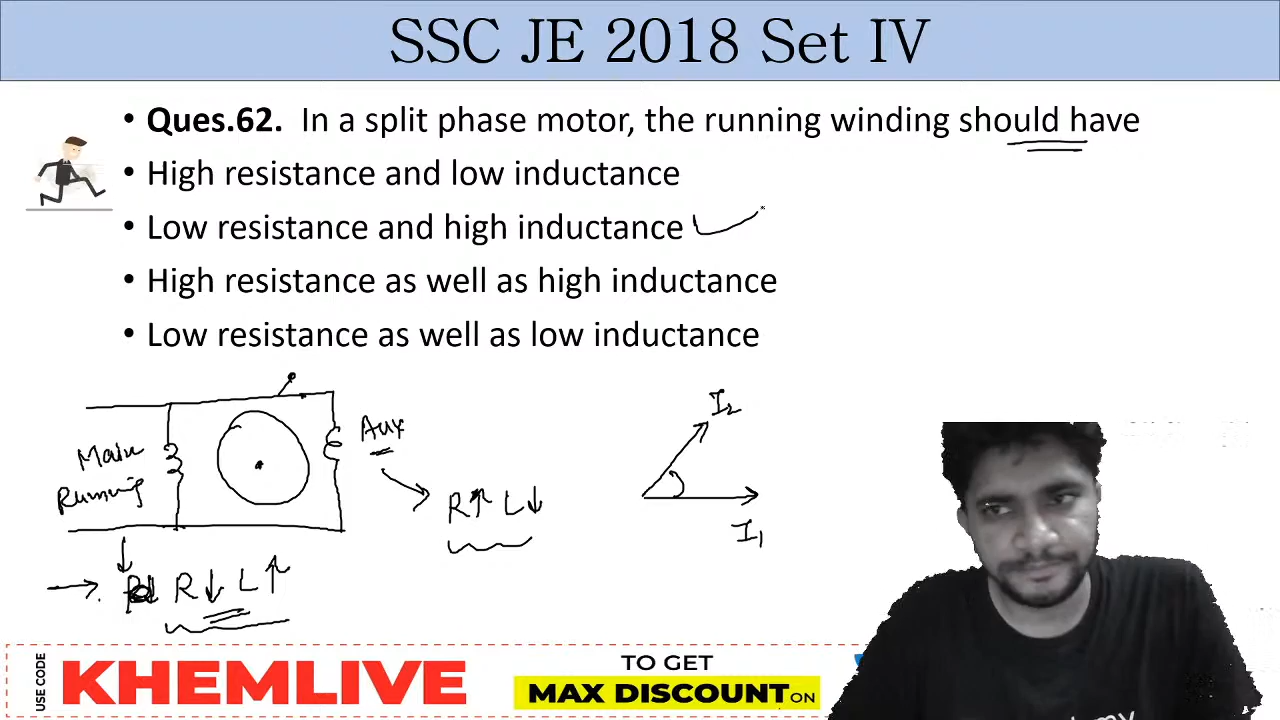 SSC JE 2018 Set IV
• Ques.62. In a split phase motor, the running winding should have
• High resistance and low inductance
• Low resistance and high inductance
• High resistance as well as high inductance
• Low resistance as well as low inductance
Main
Running
Aux
R↑ L↓
I2
I1
R↓ L↑
USE CODE
KHEMLIVE
TO GET
MAX DISCOUNT ON